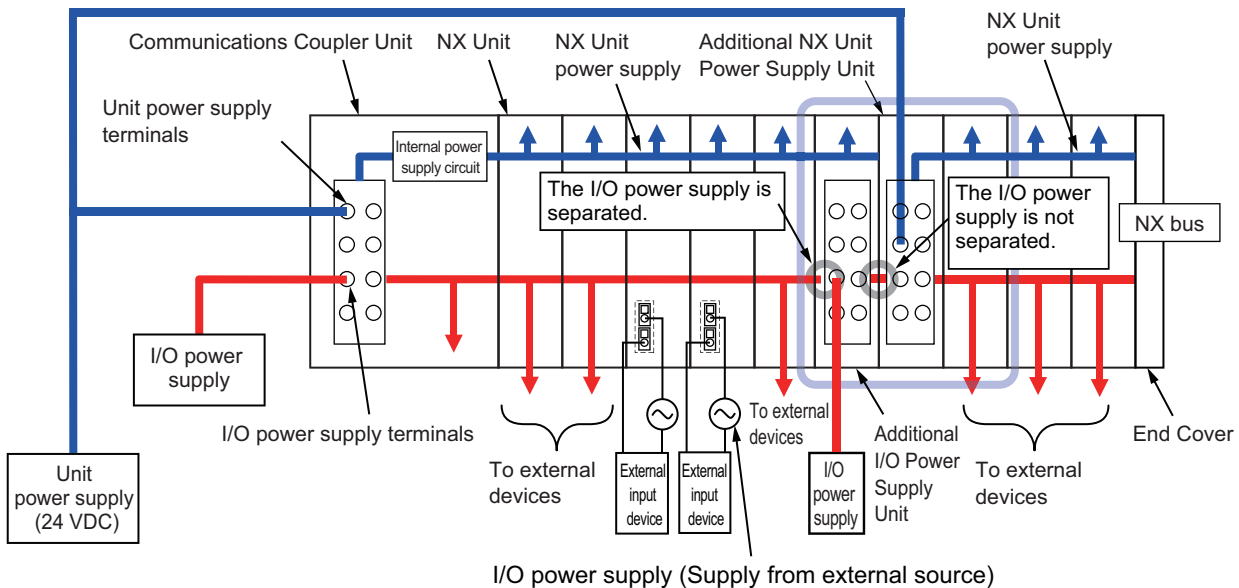 Communications Coupler Unit
NX Unit
NX Unit
power supply
Additional NX Unit
Power Supply Unit
NX Unit
power supply
Unit power supply
terminals
Internal power
supply circuit
The I/O power supply is
separated.
The I/O power
supply is not
separated.
NX bus
I/O power
supply
I/O power supply terminals
To external
devices
External
input
device
External
input
device
To external
devices
I/O
power
supply
Additional
I/O Power
Supply
Unit
To external
devices
End Cover
Unit
power supply
(24 VDC)
I/O power supply (Supply from external source)